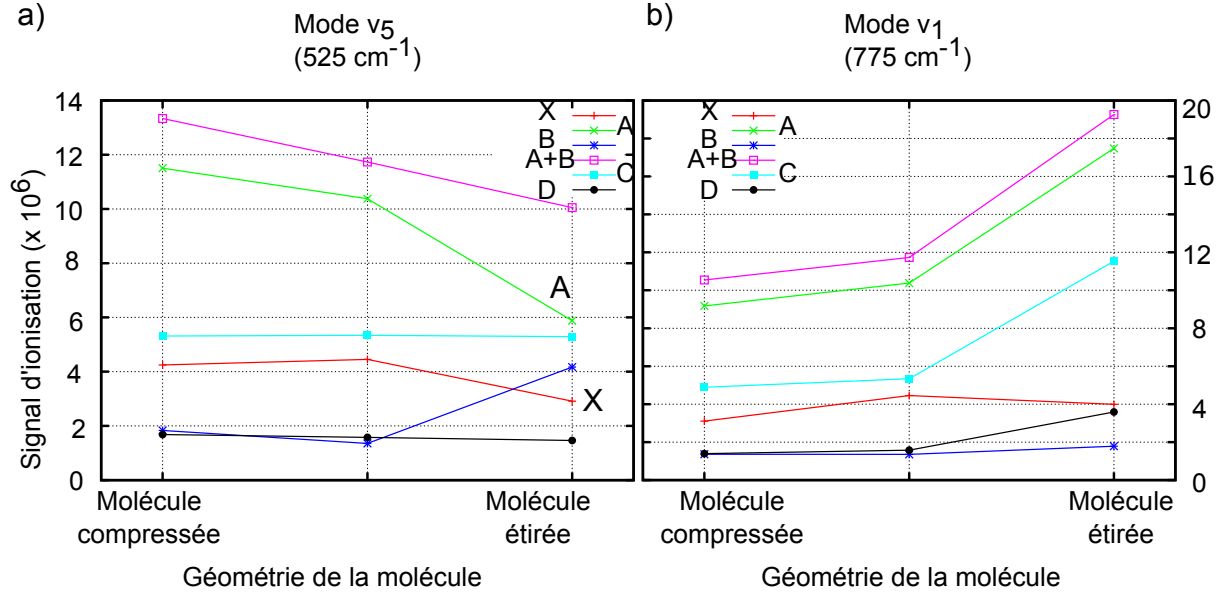 a)
Mode v5
(525 cm-1)
b)
Mode v1
(775 cm-1)
Signal d'ionisation (x 10^6)
14
12
10
8
6
4
2
0
X
A
B
A+B
C
D
A
X
X
A
B
A+B
C
D
20
16
12
8
4
0
Molécule
compressée
Molécule
étirée
Molécule
compressée
Molécule
étirée
Géométrie de la molécule
Géométrie de la molécule